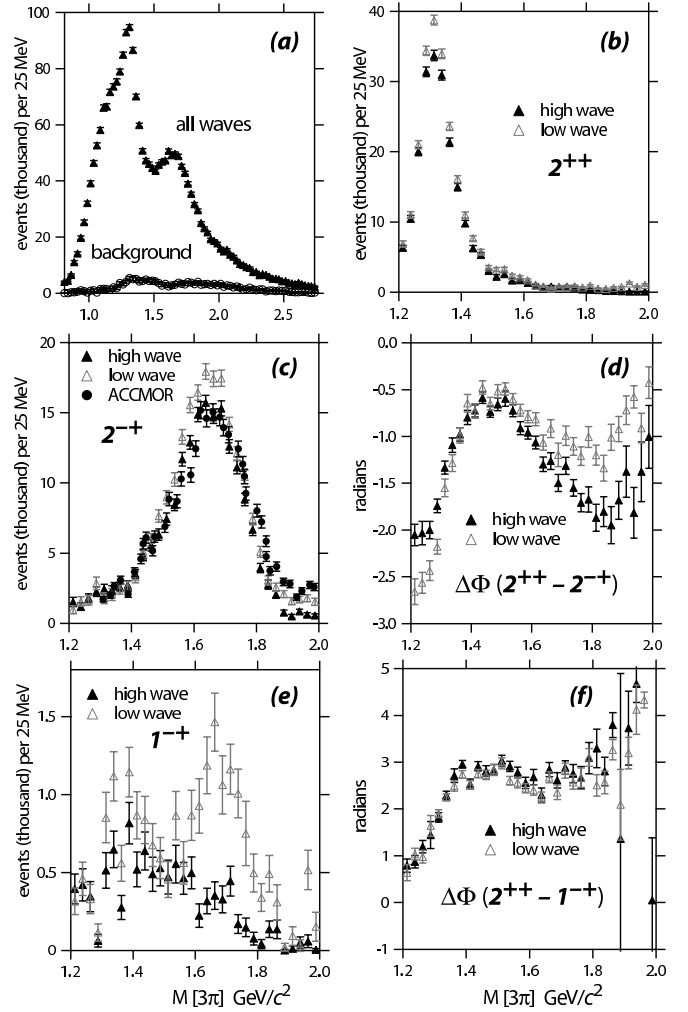 events (thousand) per 25 MeV
100
80
60
40
20
0
(a)
all waves
background
1.0
1.5
2.0
2.5
events (thousand) per 25 MeV
40
30
20
10
0
(b)
high wave
low wave
2++
1.2
1.4
1.6
1.8
2.0
events (thousand) per 25 MeV
20
15
10
5
0
high wave
low wave
ACCMOR
(c)
2−+
1.2
1.4
1.6
1.8
2.0
radians
0.0
-0.5
-1.0
-1.5
-2.0
-2.5
-3.0
(d)
high wave
low wave
ΔΦ (2++ − 2−+)
1.2
1.4
1.6
1.8
2.0
events (thousand) per 25 MeV
1.5
1.0
0.5
0
high wave
low wave
(e)
1−+
1.2
1.4
1.6
1.8
2.0
M [3π] GeV/c2
radians
5
4
3
2
1
0
-1
(f)
high wave
low wave
ΔΦ (2++ − 1−+)
1.2
1.4
1.6
1.8
2.0
M [3π] GeV/c2